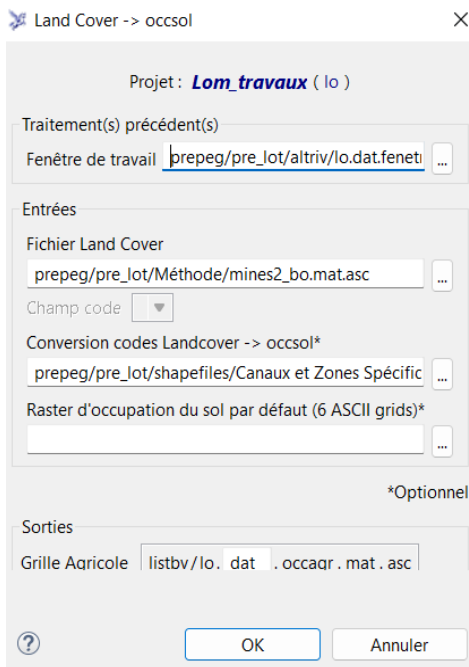 Land Cover -> occsol
Projet : Lom_travaux ( lo )
Traitement(s) précédent(s)
Fenêtre de travail prepeg/pre_lot/altriv/lo.dat.fenetr ...
Entrées
Fichier Land Cover
prepeg/pre_lot/Méthode/mines2_bo.mat.asc ...
Champ code
Conversion codes Landcover -> occsol*
prepeg/pre_lot/shapefiles/Canaux et Zones Spécific ...
Raster d'occupation du sol par défaut (6 ASCII grids)*
...
*Optionnel
Sorties
Grille Agricole listbv / lo . dat . occagr . mat . asc
? OK Annuler